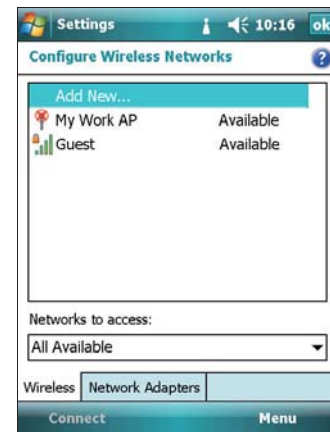 Settings 10:16 ok
Configure Wireless Networks ?
Add New...
My Work AP Available
Guest Available
Networks to access:
All Available
Wireless Network Adapters
Connect Menu